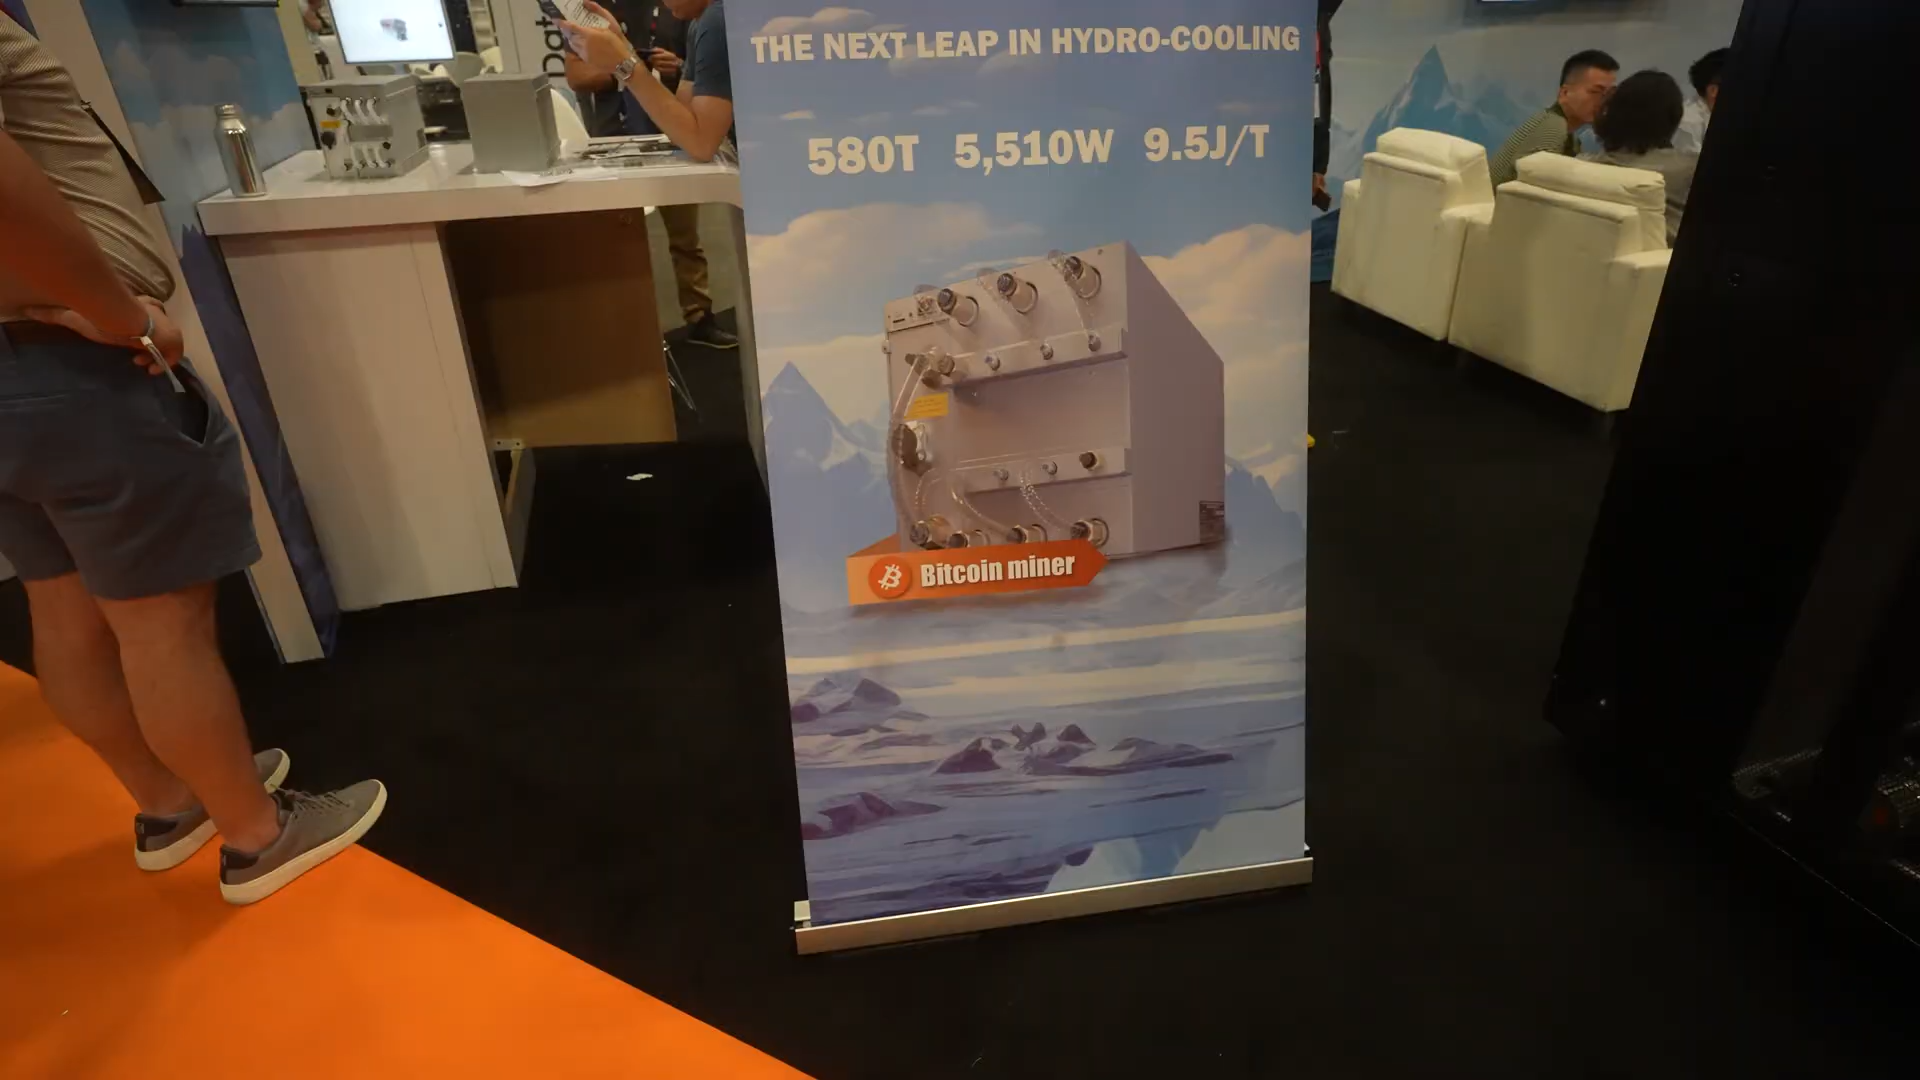 THE NEXT LEAP IN HYDRO-COOLING
580T 5,510W 9.5J/T
Bitcoin miner